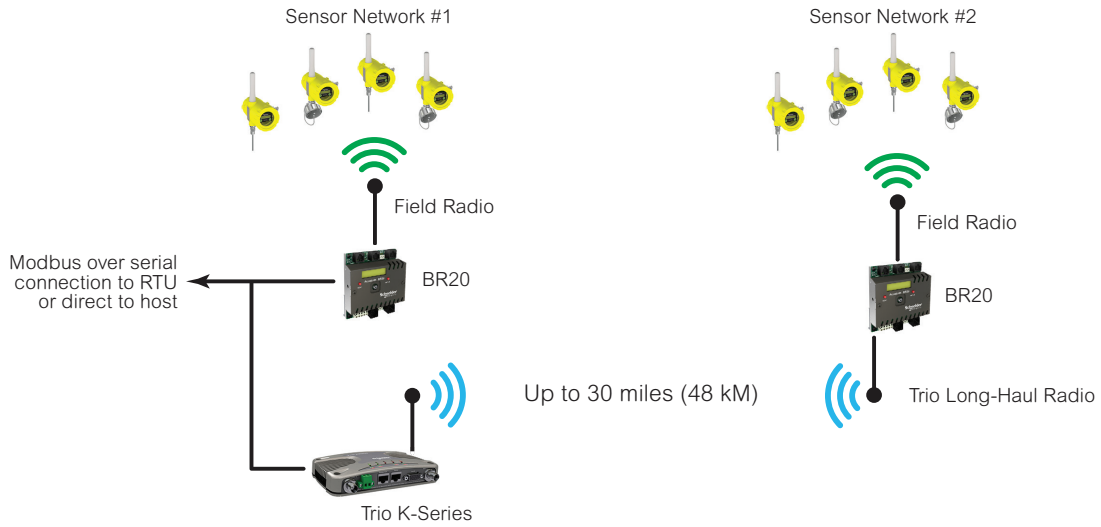 Sensor Network #1
Sensor Network #2
Field Radio
Field Radio
Modbus over serial
connection to RTU
or direct to host
BR20
BR20
Up to 30 miles (48 kM)
Trio Long-Haul Radio
Trio K-Series